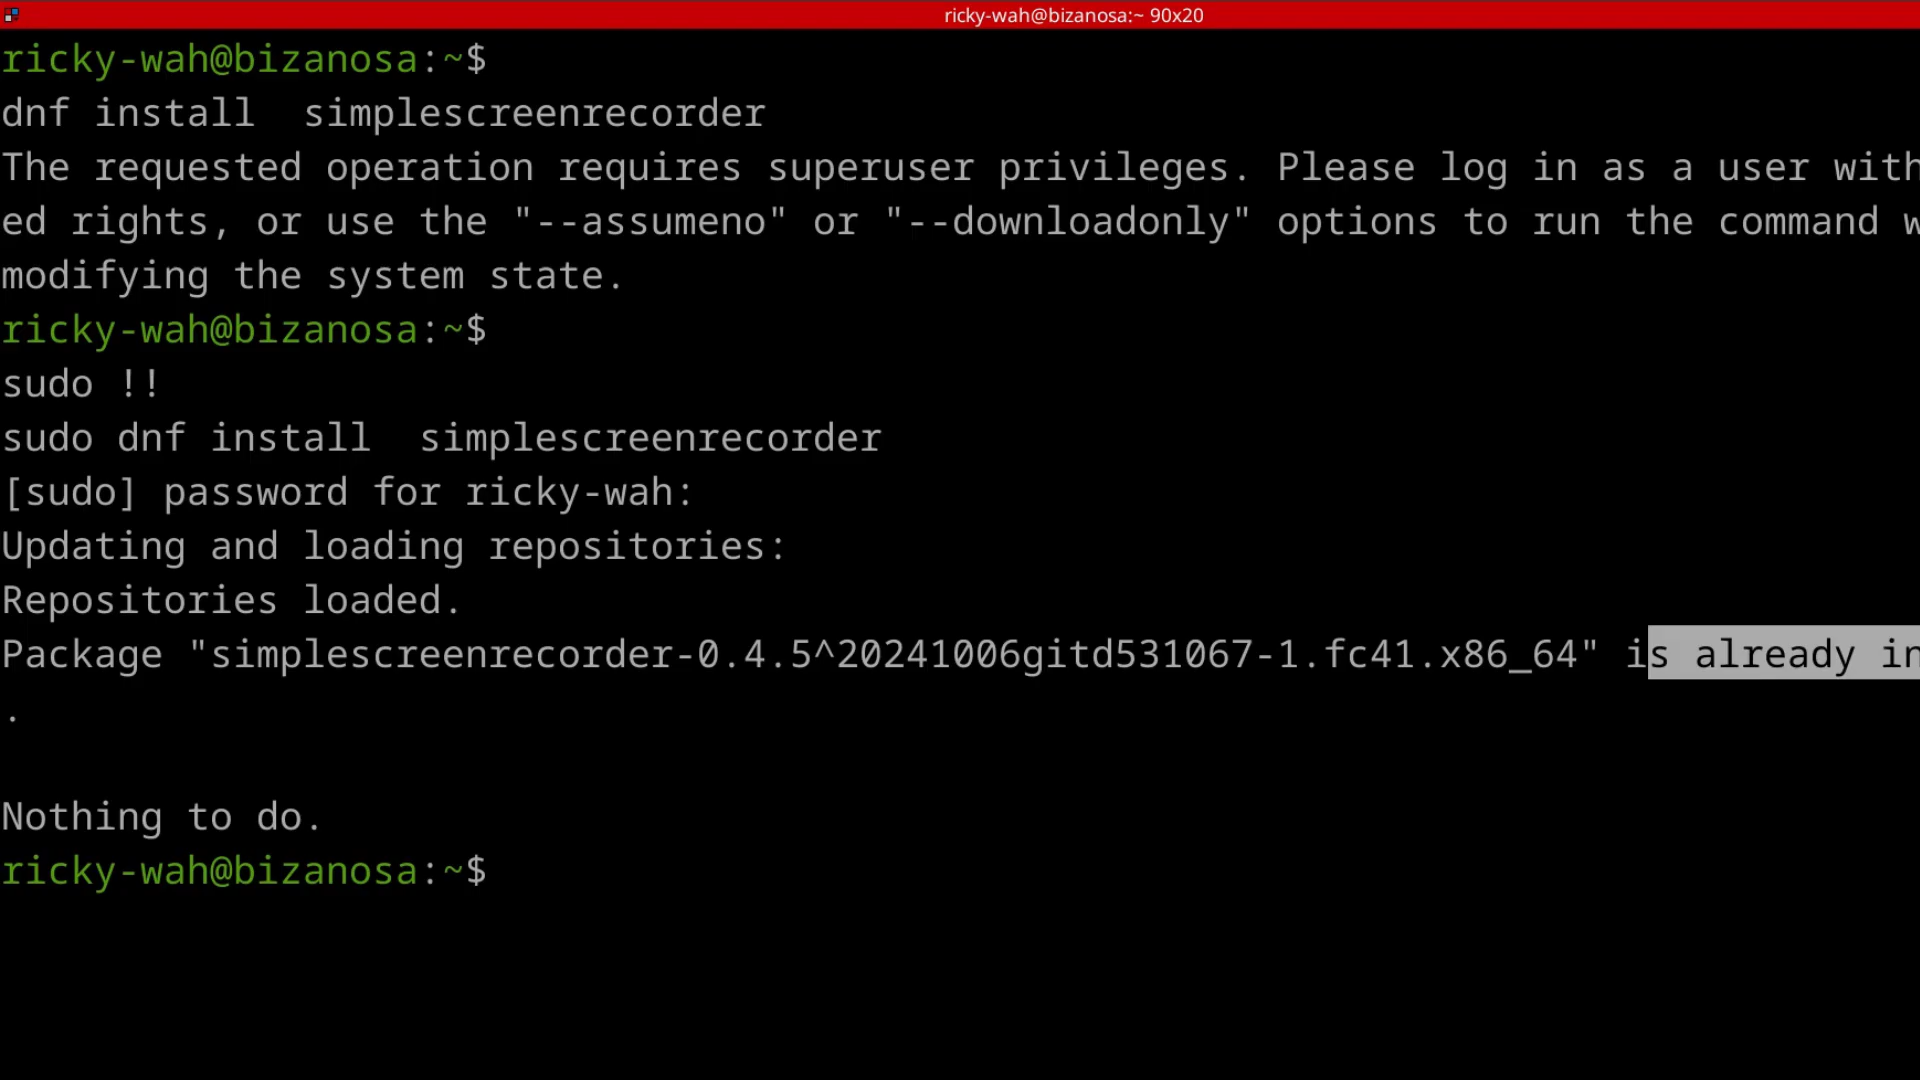 ricky-wah@bizanosa:~ 90x20
ricky-wah@bizanosa:~$
dnf install  simplescreenrecorder
The requested operation requires superuser privileges. Please log in as a user with
ed rights, or use the "--assumeno" or "--downloadonly" options to run the command w
modifying the system state.
ricky-wah@bizanosa:~$
sudo !!
sudo dnf install  simplescreenrecorder
[sudo] password for ricky-wah:
Updating and loading repositories:
Repositories loaded.
Package "simplescreenrecorder-0.4.5^20241006gitd531067-1.fc41.x86_64" is already in
.
Nothing to do.
ricky-wah@bizanosa:~$